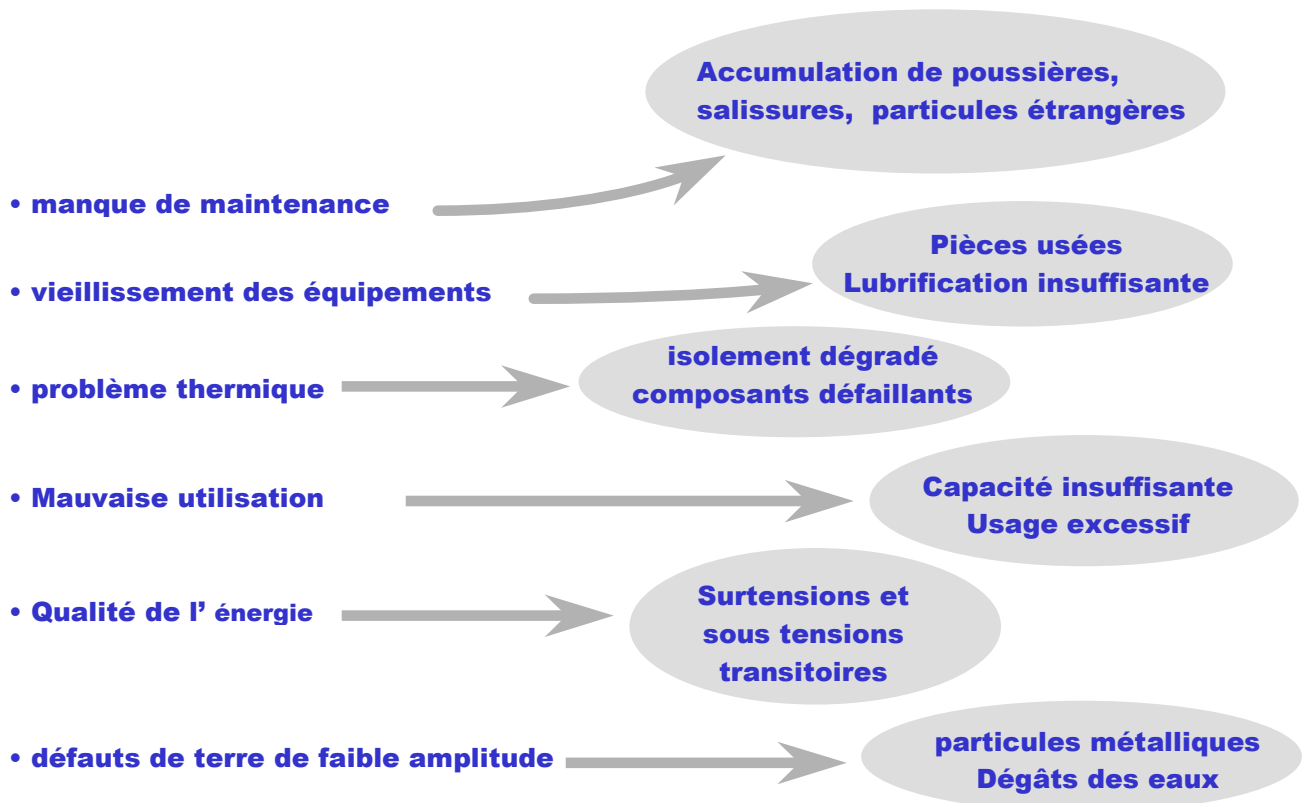 Accumulation de poussières,
salissures, particules étrangères
• manque de maintenance
Pièces usées
Lubrification insuffisante
• vieillissement des équipements
isolement dégradé
composants défaillants
• problème thermique
Capacité insuffisante
Usage excessif
• Mauvaise utilisation
Surtensions et
sous tensions
transitoires
• Qualité de l' énergie
particules métalliques
Dégâts des eaux
• défauts de terre de faible amplitude